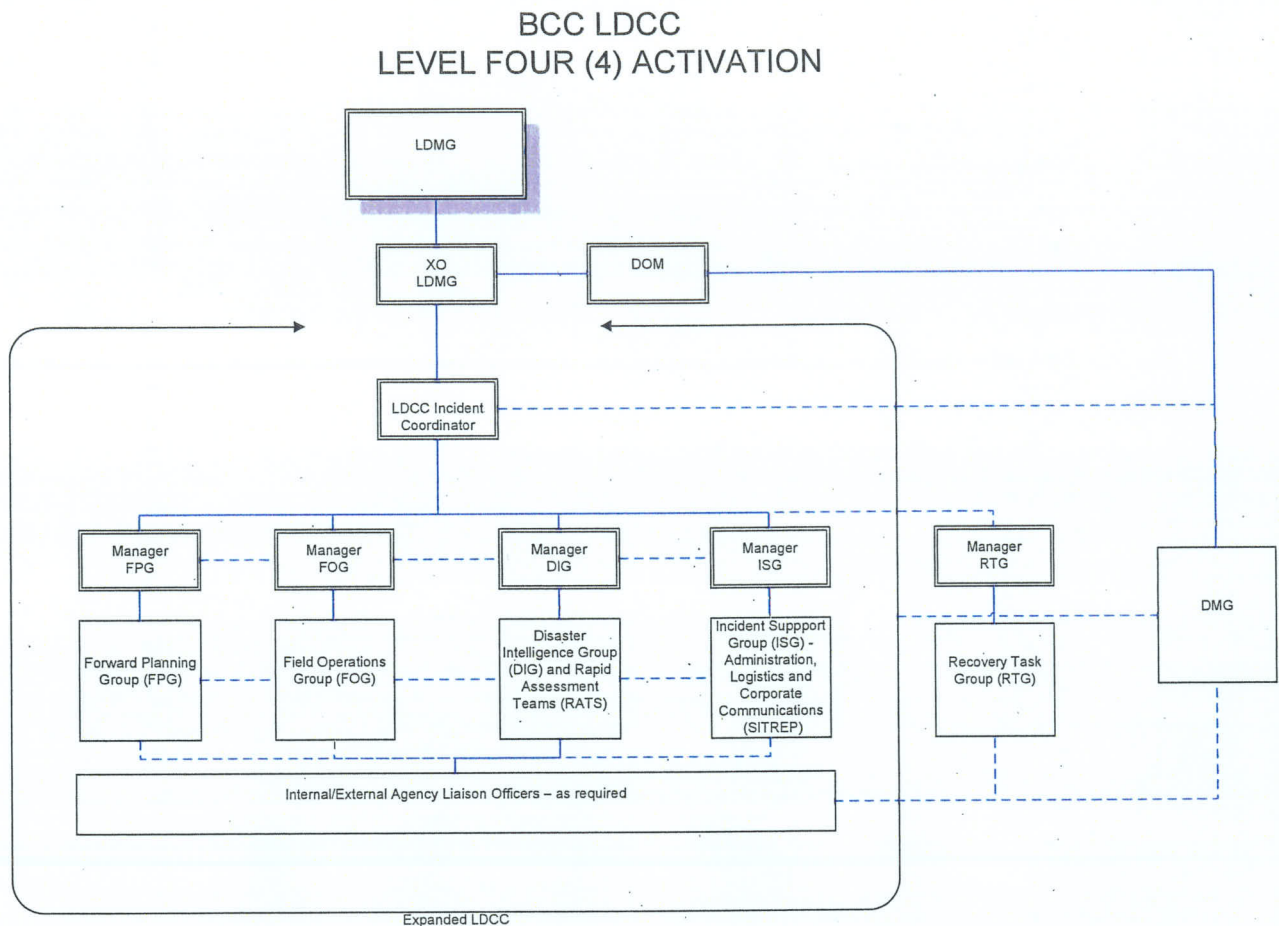 BCC LDCC
LEVEL FOUR (4) ACTIVATION
LDMG
XO
LDMG
DOM
LDCC Incident
Coordinator
Manager
FPG
Manager
FOG
Manager
DIG
Manager
ISG
Manager
RTG
DMG
Forward Planning
Group (FPG)
Field Operations
Group (FOG)
Disaster
Intelligence Group
(DIG) and Rapid
Assessment
Teams (RATS)
Incident Suppport
Group (ISG) -
Administration,
Logistics and
Corporate
Communications
(SITREP)
Recovery Task
Group (RTG)
Internal/External Agency Liaison Officers – as required
Expanded LDCC